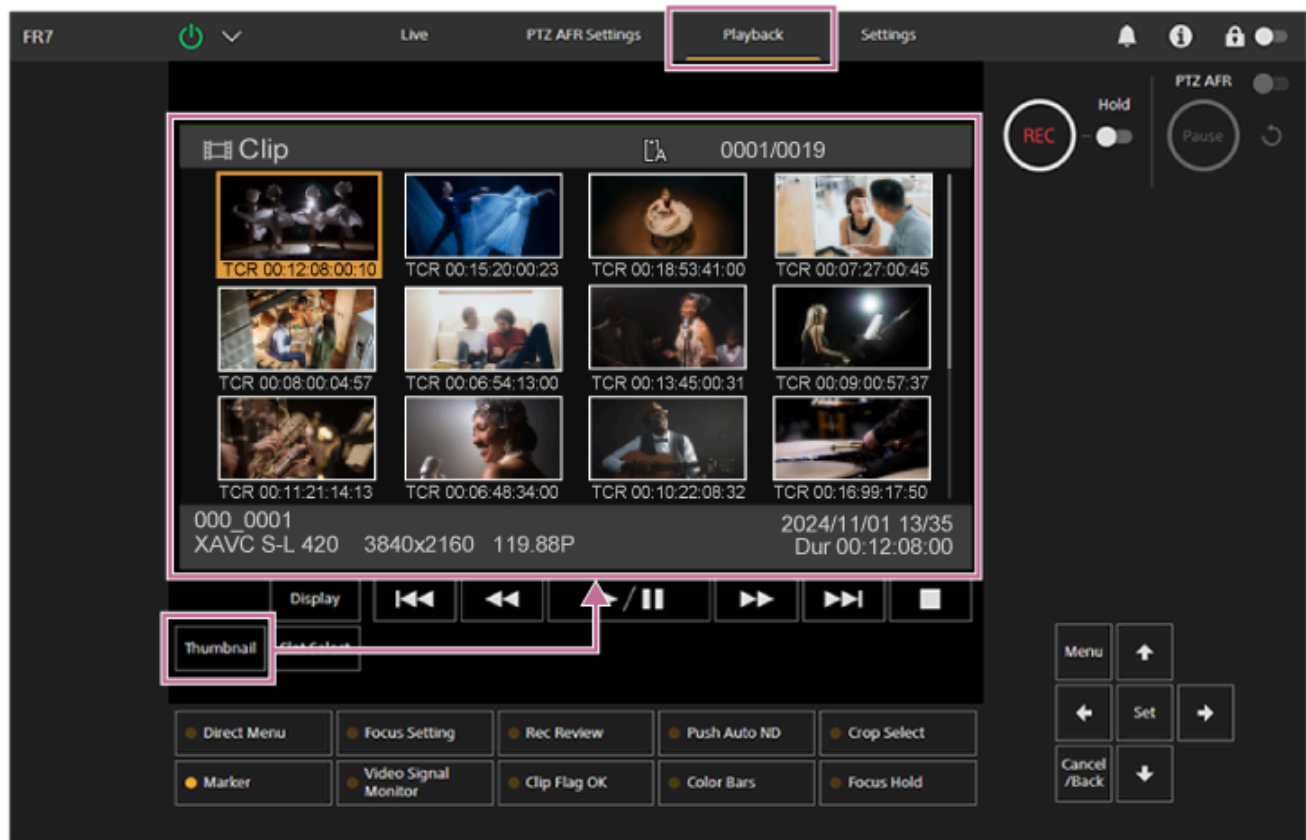 FR7
Live
PTZ AFR Settings
Playback
Settings
PTZ AFR
REC
Hold
Pause
Clip
A
0001/0019
TCR 00:12:08:00:10
TCR 00:15:20:00:23
TCR 00:18:53:41:00
TCR 00:07:27:00:45
TCR 00:08:00:04:57
TCR 00:06:54:13:00
TCR 00:13:45:00:31
TCR 00:09:00:57:37
TCR 00:11:21:14:13
TCR 00:06:48:34:00
TCR 00:10:22:08:32
TCR 00:16:99:17:50
000_0001
2024/11/01 13/35
XAVC S-L 420 3840x2160 119.88P
Dur 00:12:08:00
Display
Thumbnail
Slot Select
Menu
Set
Cancel
/Back
Direct Menu
Focus Setting
Rec Review
Push Auto ND
Crop Select
Marker
Video Signal
Monitor
Clip Flag OK
Color Bars
Focus Hold